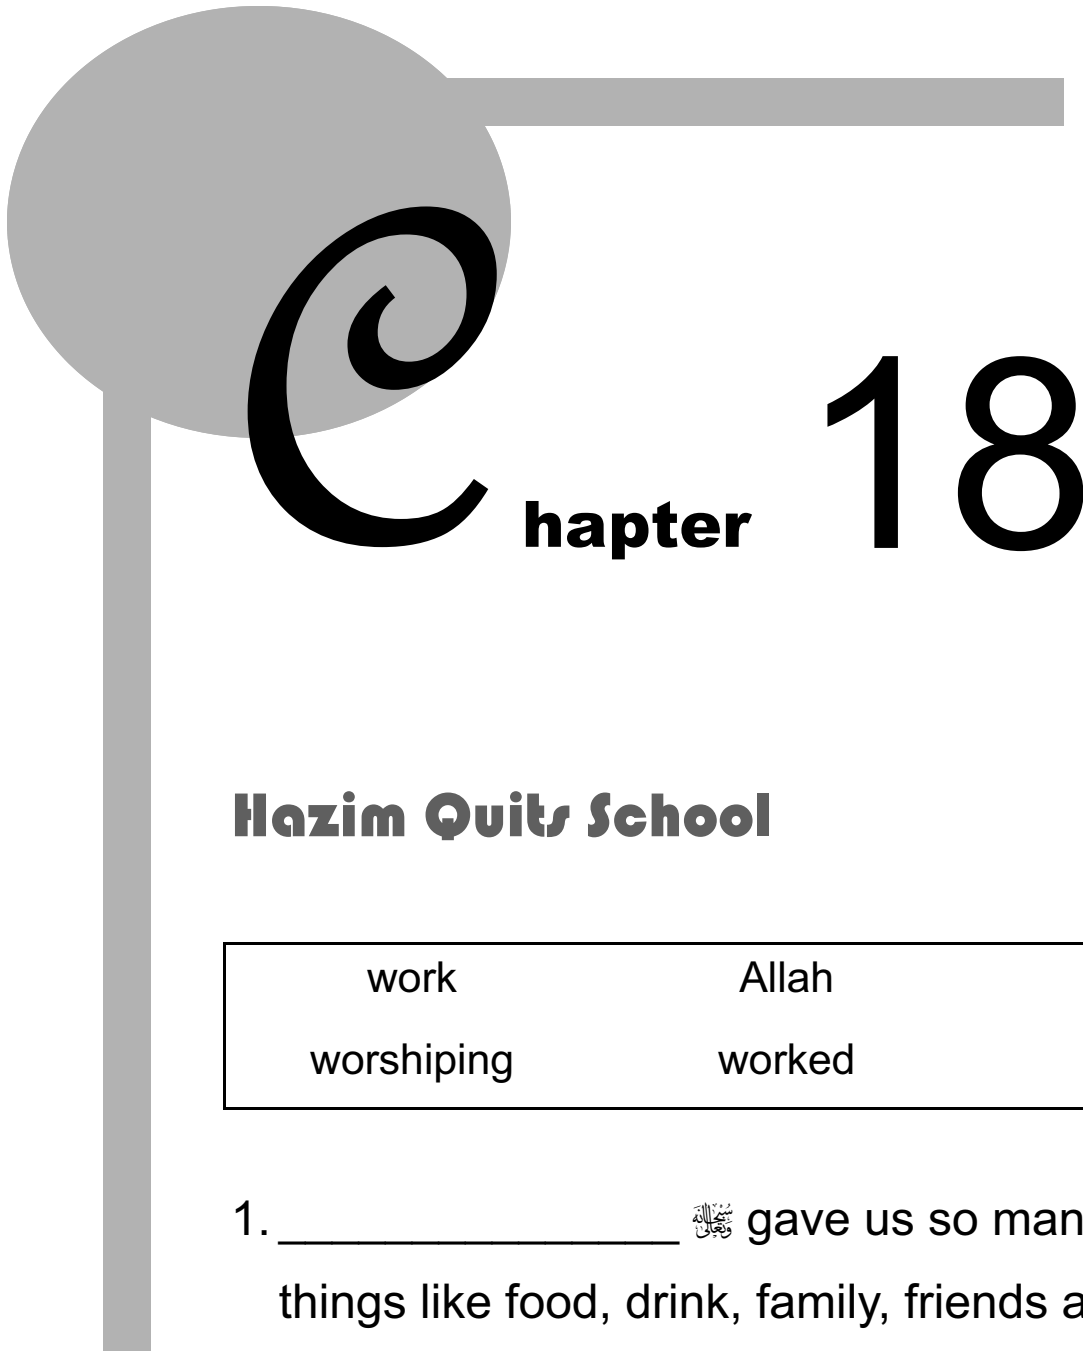 Chapter 18
Hazim Quits School
work Allah
worshiping worked
1. _______________ ﷻ gave us so man
things like food, drink, family, friends a